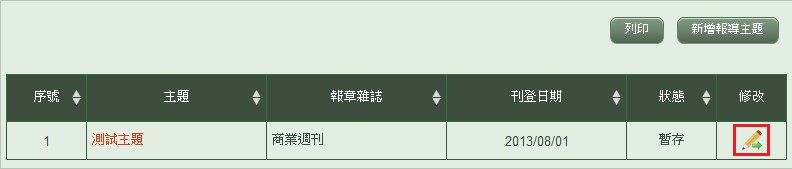 列印 新增報導主題
序號 主題 報章雜誌 刊登日期 狀態 修改
1 測試主題 商業週刊 2013/08/01 暫存